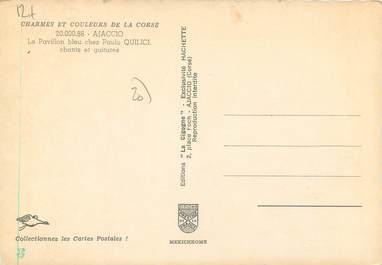 12+
CHARMES ET COULEURS DE LA CORSE
20.000.86 - AJACCIO
Le Pavillon bleu chez Paulo QUILICI,
chants et guitares
20)
Editions "La Cigogne" - Exclusivité HACHETTE
2, place Foch - AJACCIO (Corse)
Reproduction interdite
Collectionnez les Cartes Postales !
MEXICHROME